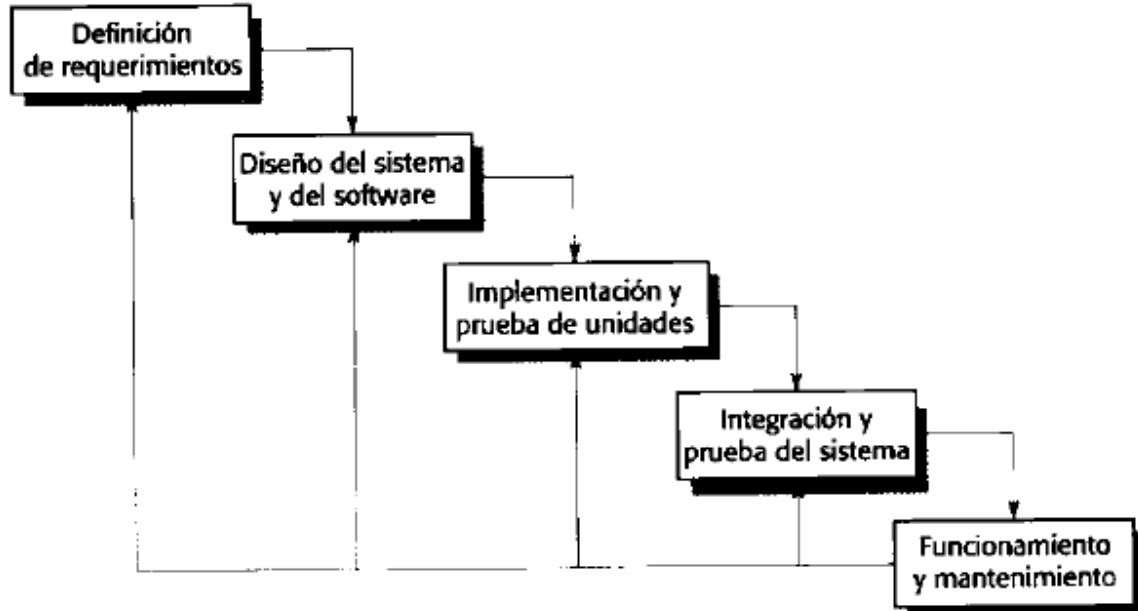 Definición
de requerimientos
Diseño del sistema
y del software
Implementación y
prueba de unidades
Integración y
prueba del sistema
Funcionamiento
y mantenimiento